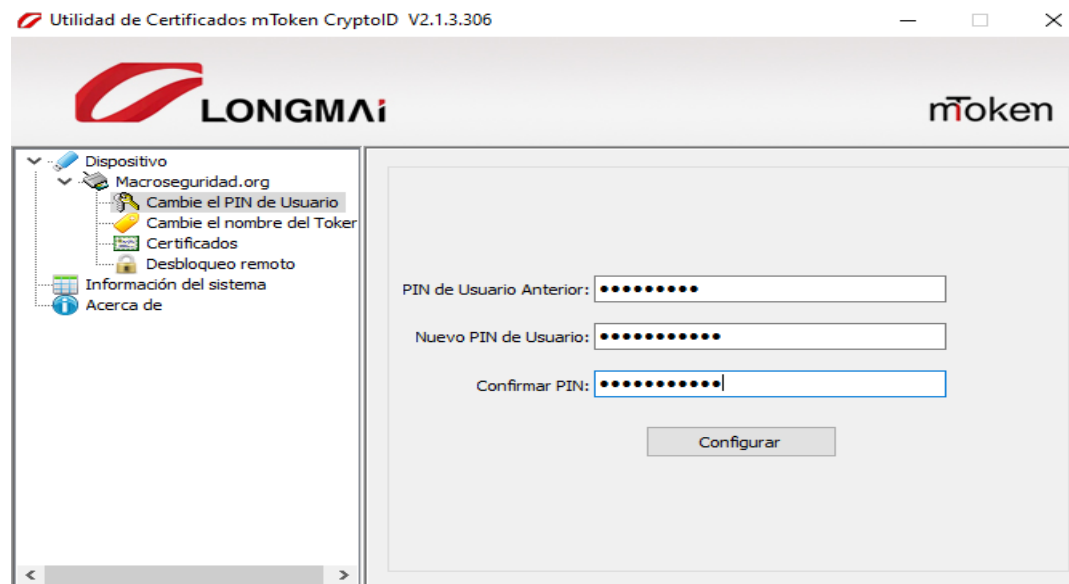 Utilidad de Certificados mToken CryptoID V2.1.3.306
LONGMAi
mToken
Dispositivo
Macroseguridad.org
Cambie el PIN de Usuario
Cambie el nombre del Toker
Certificados
Desbloqueo remoto
Información del sistema
Acerca de
PIN de Usuario Anterior: •••••••••
Nuevo PIN de Usuario: •••••••••••
Confirmar PIN: •••••••••••
Configurar